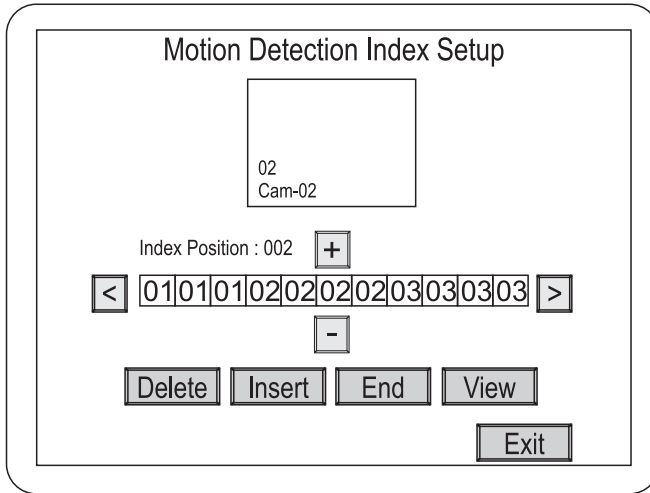 Motion Detection Index Setup
02
Cam-02
Index Position : 002 +
< 01 01 01 02 02 02 02 03 03 03 03 >
-
Delete Insert End View
Exit